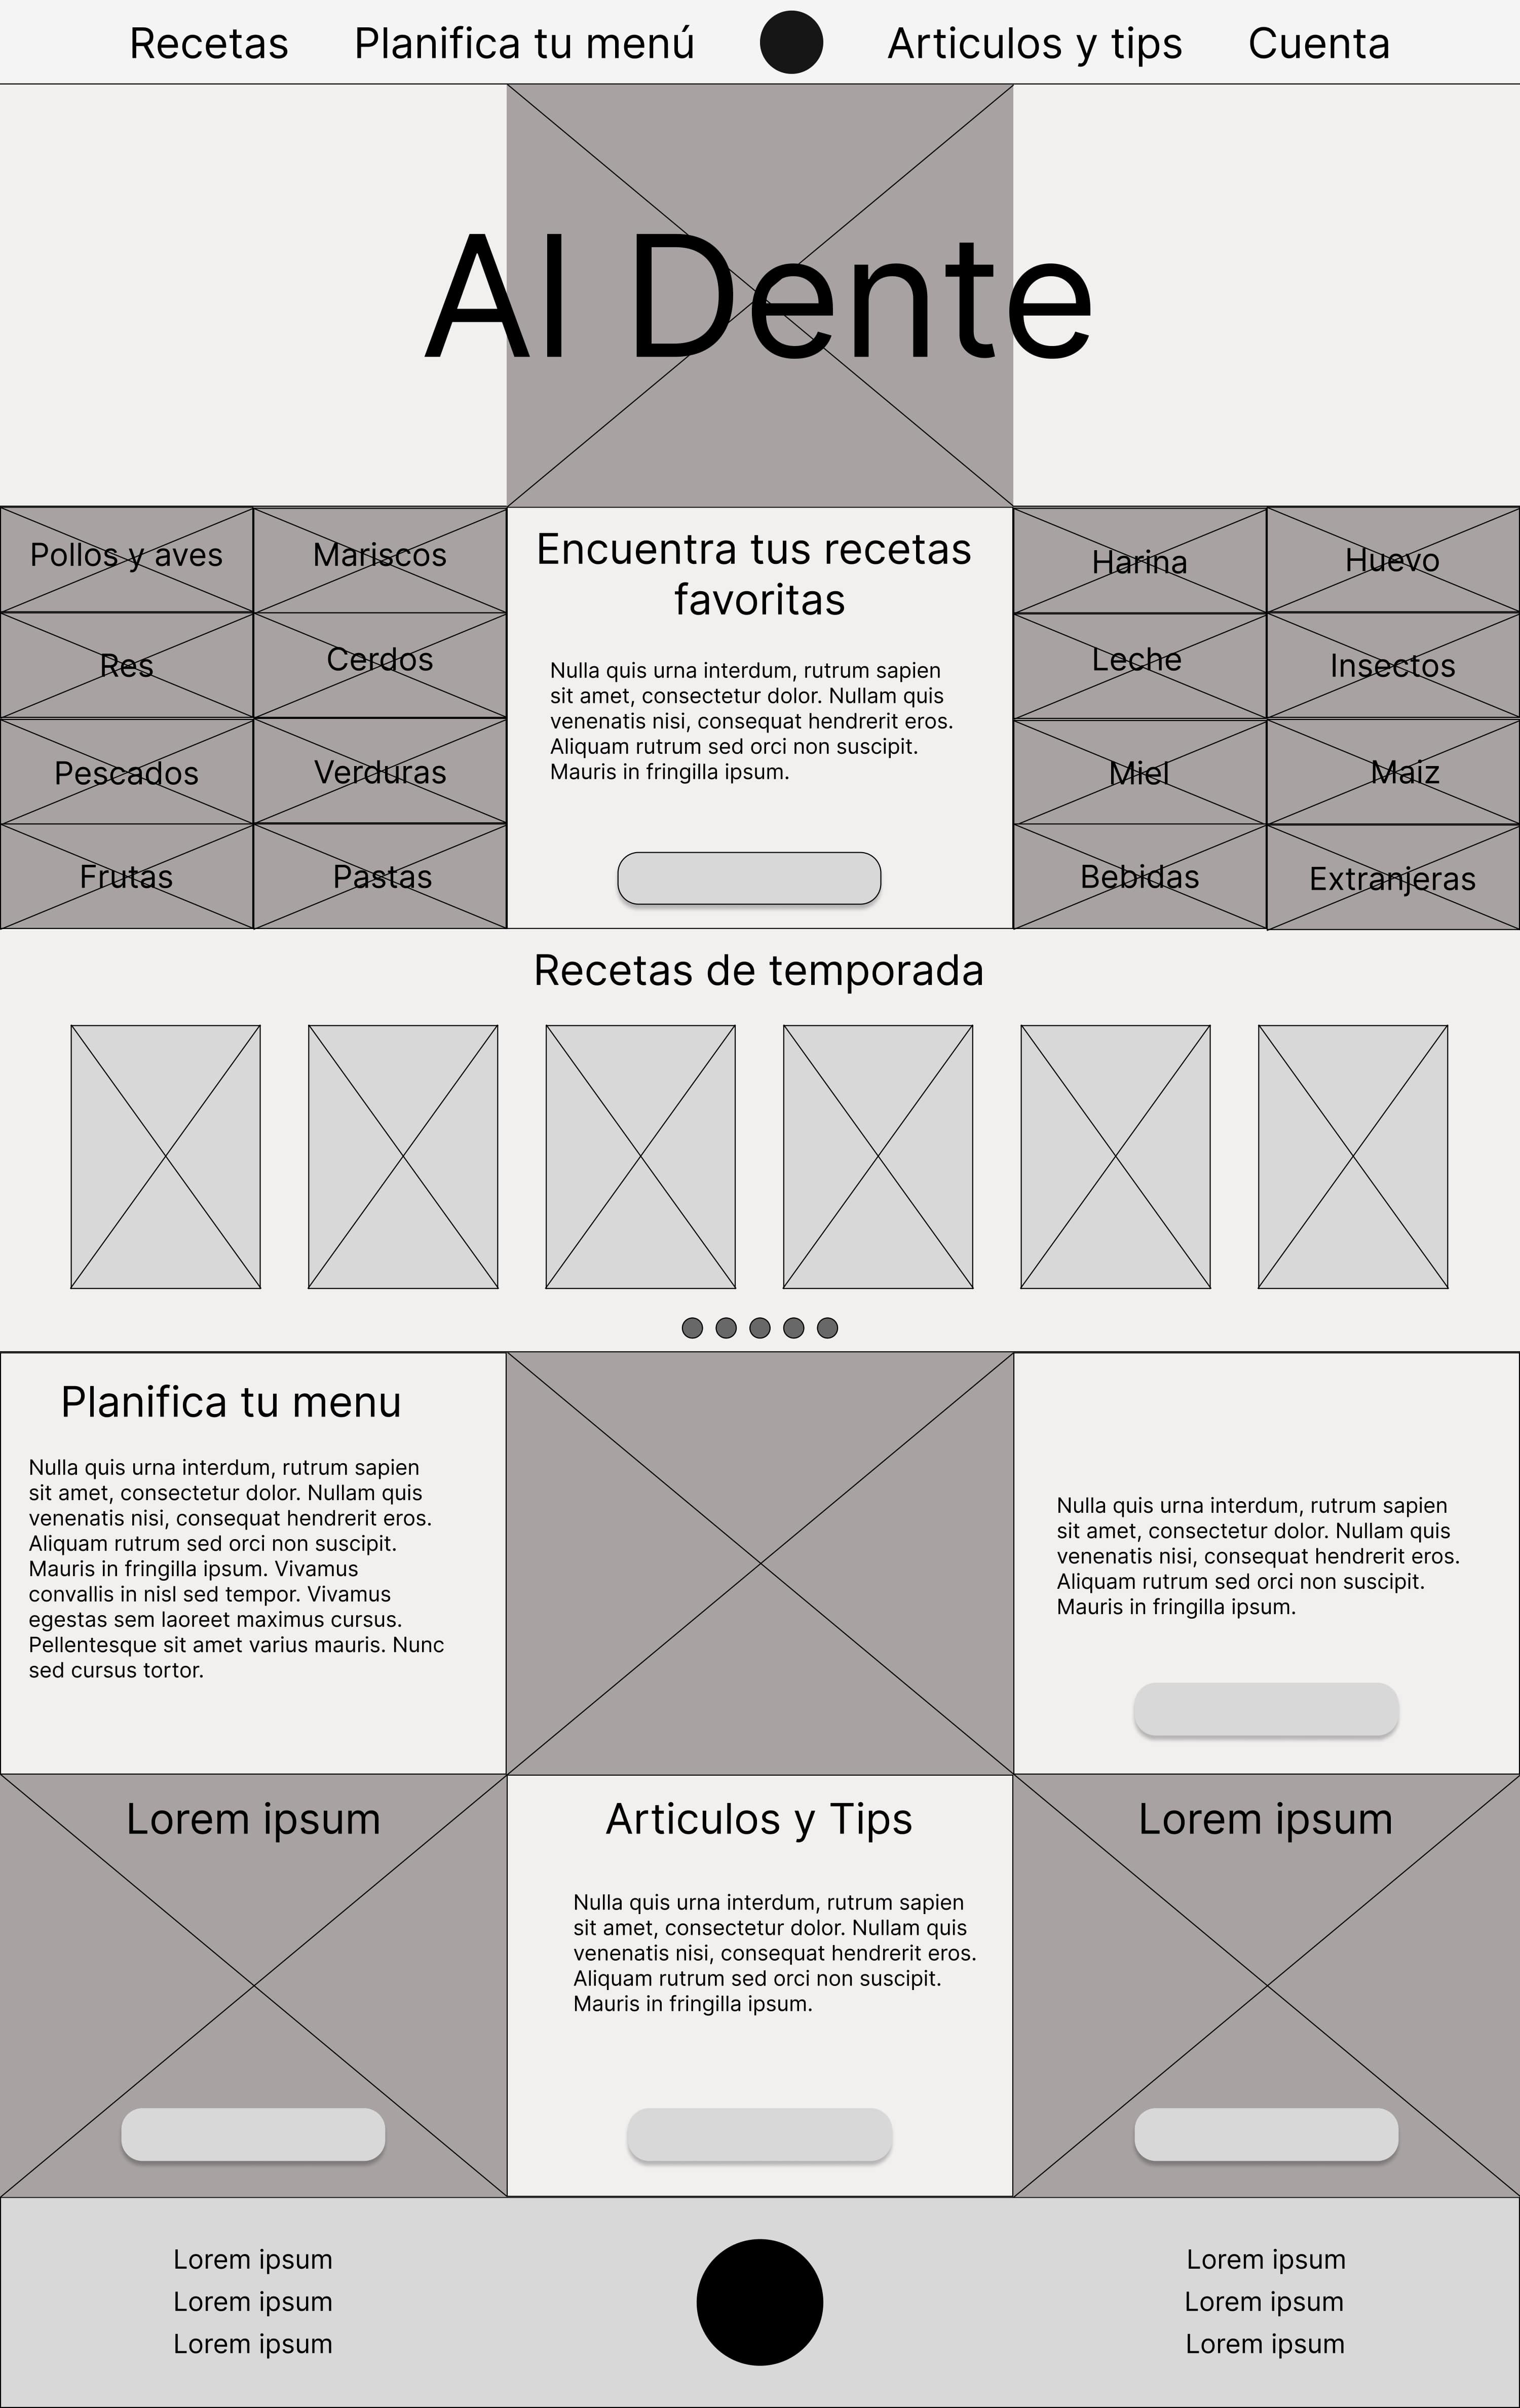 Recetas
Planifica tu menú
Articulos y tips
Cuenta
Al Dente
Pollos y aves
Mariscos
Res
Cerdos
Pescados
Verduras
Frutas
Pastas
Encuentra tus recetas
favoritas
Nulla quis urna interdum, rutrum sapien
sit amet, consectetur dolor. Nullam quis
venenatis nisi, consequat hendrerit eros.
Aliquam rutrum sed orci non suscipit.
Mauris in fringilla ipsum.
Harina
Huevo
Leche
Insectos
Miel
Maiz
Bebidas
Extranjeras
Recetas de temporada
Planifica tu menu
Nulla quis urna interdum, rutrum sapien
sit amet, consectetur dolor. Nullam quis
venenatis nisi, consequat hendrerit eros.
Aliquam rutrum sed orci non suscipit.
Mauris in fringilla ipsum. Vivamus
convallis in nisl sed tempor. Vivamus
egestas sem laoreet maximus cursus.
Pellentesque sit amet varius mauris. Nunc
sed cursus tortor.
Nulla quis urna interdum, rutrum sapien
sit amet, consectetur dolor. Nullam quis
venenatis nisi, consequat hendrerit eros.
Aliquam rutrum sed orci non suscipit.
Mauris in fringilla ipsum.
Lorem ipsum
Articulos y Tips
Nulla quis urna interdum, rutrum sapien
sit amet, consectetur dolor. Nullam quis
venenatis nisi, consequat hendrerit eros.
Aliquam rutrum sed orci non suscipit.
Mauris in fringilla ipsum.
Lorem ipsum
Lorem ipsum
Lorem ipsum
Lorem ipsum
Lorem ipsum
Lorem ipsum
Lorem ipsum